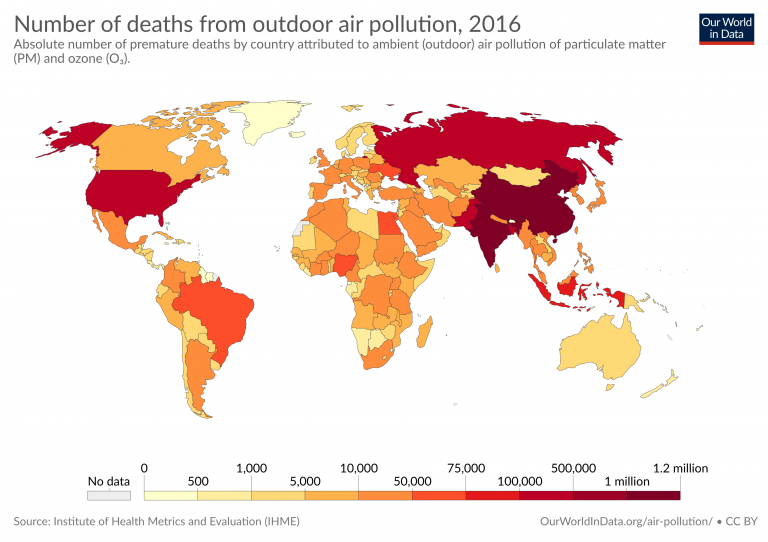 Number of deaths from outdoor air pollution, 2016
Our World
in Data
Absolute number of premature deaths by country attributed to ambient (outdoor) air pollution of particulate matter
(PM) and ozone (O₃).
0 1,000 10,000 75,000 500,000 1.2 million
No data 500 5,000 50,000 100,000 1 million
Source: Institute of Health Metrics and Evaluation (IHME)
OurWorldInData.org/air-pollution/ • CC BY